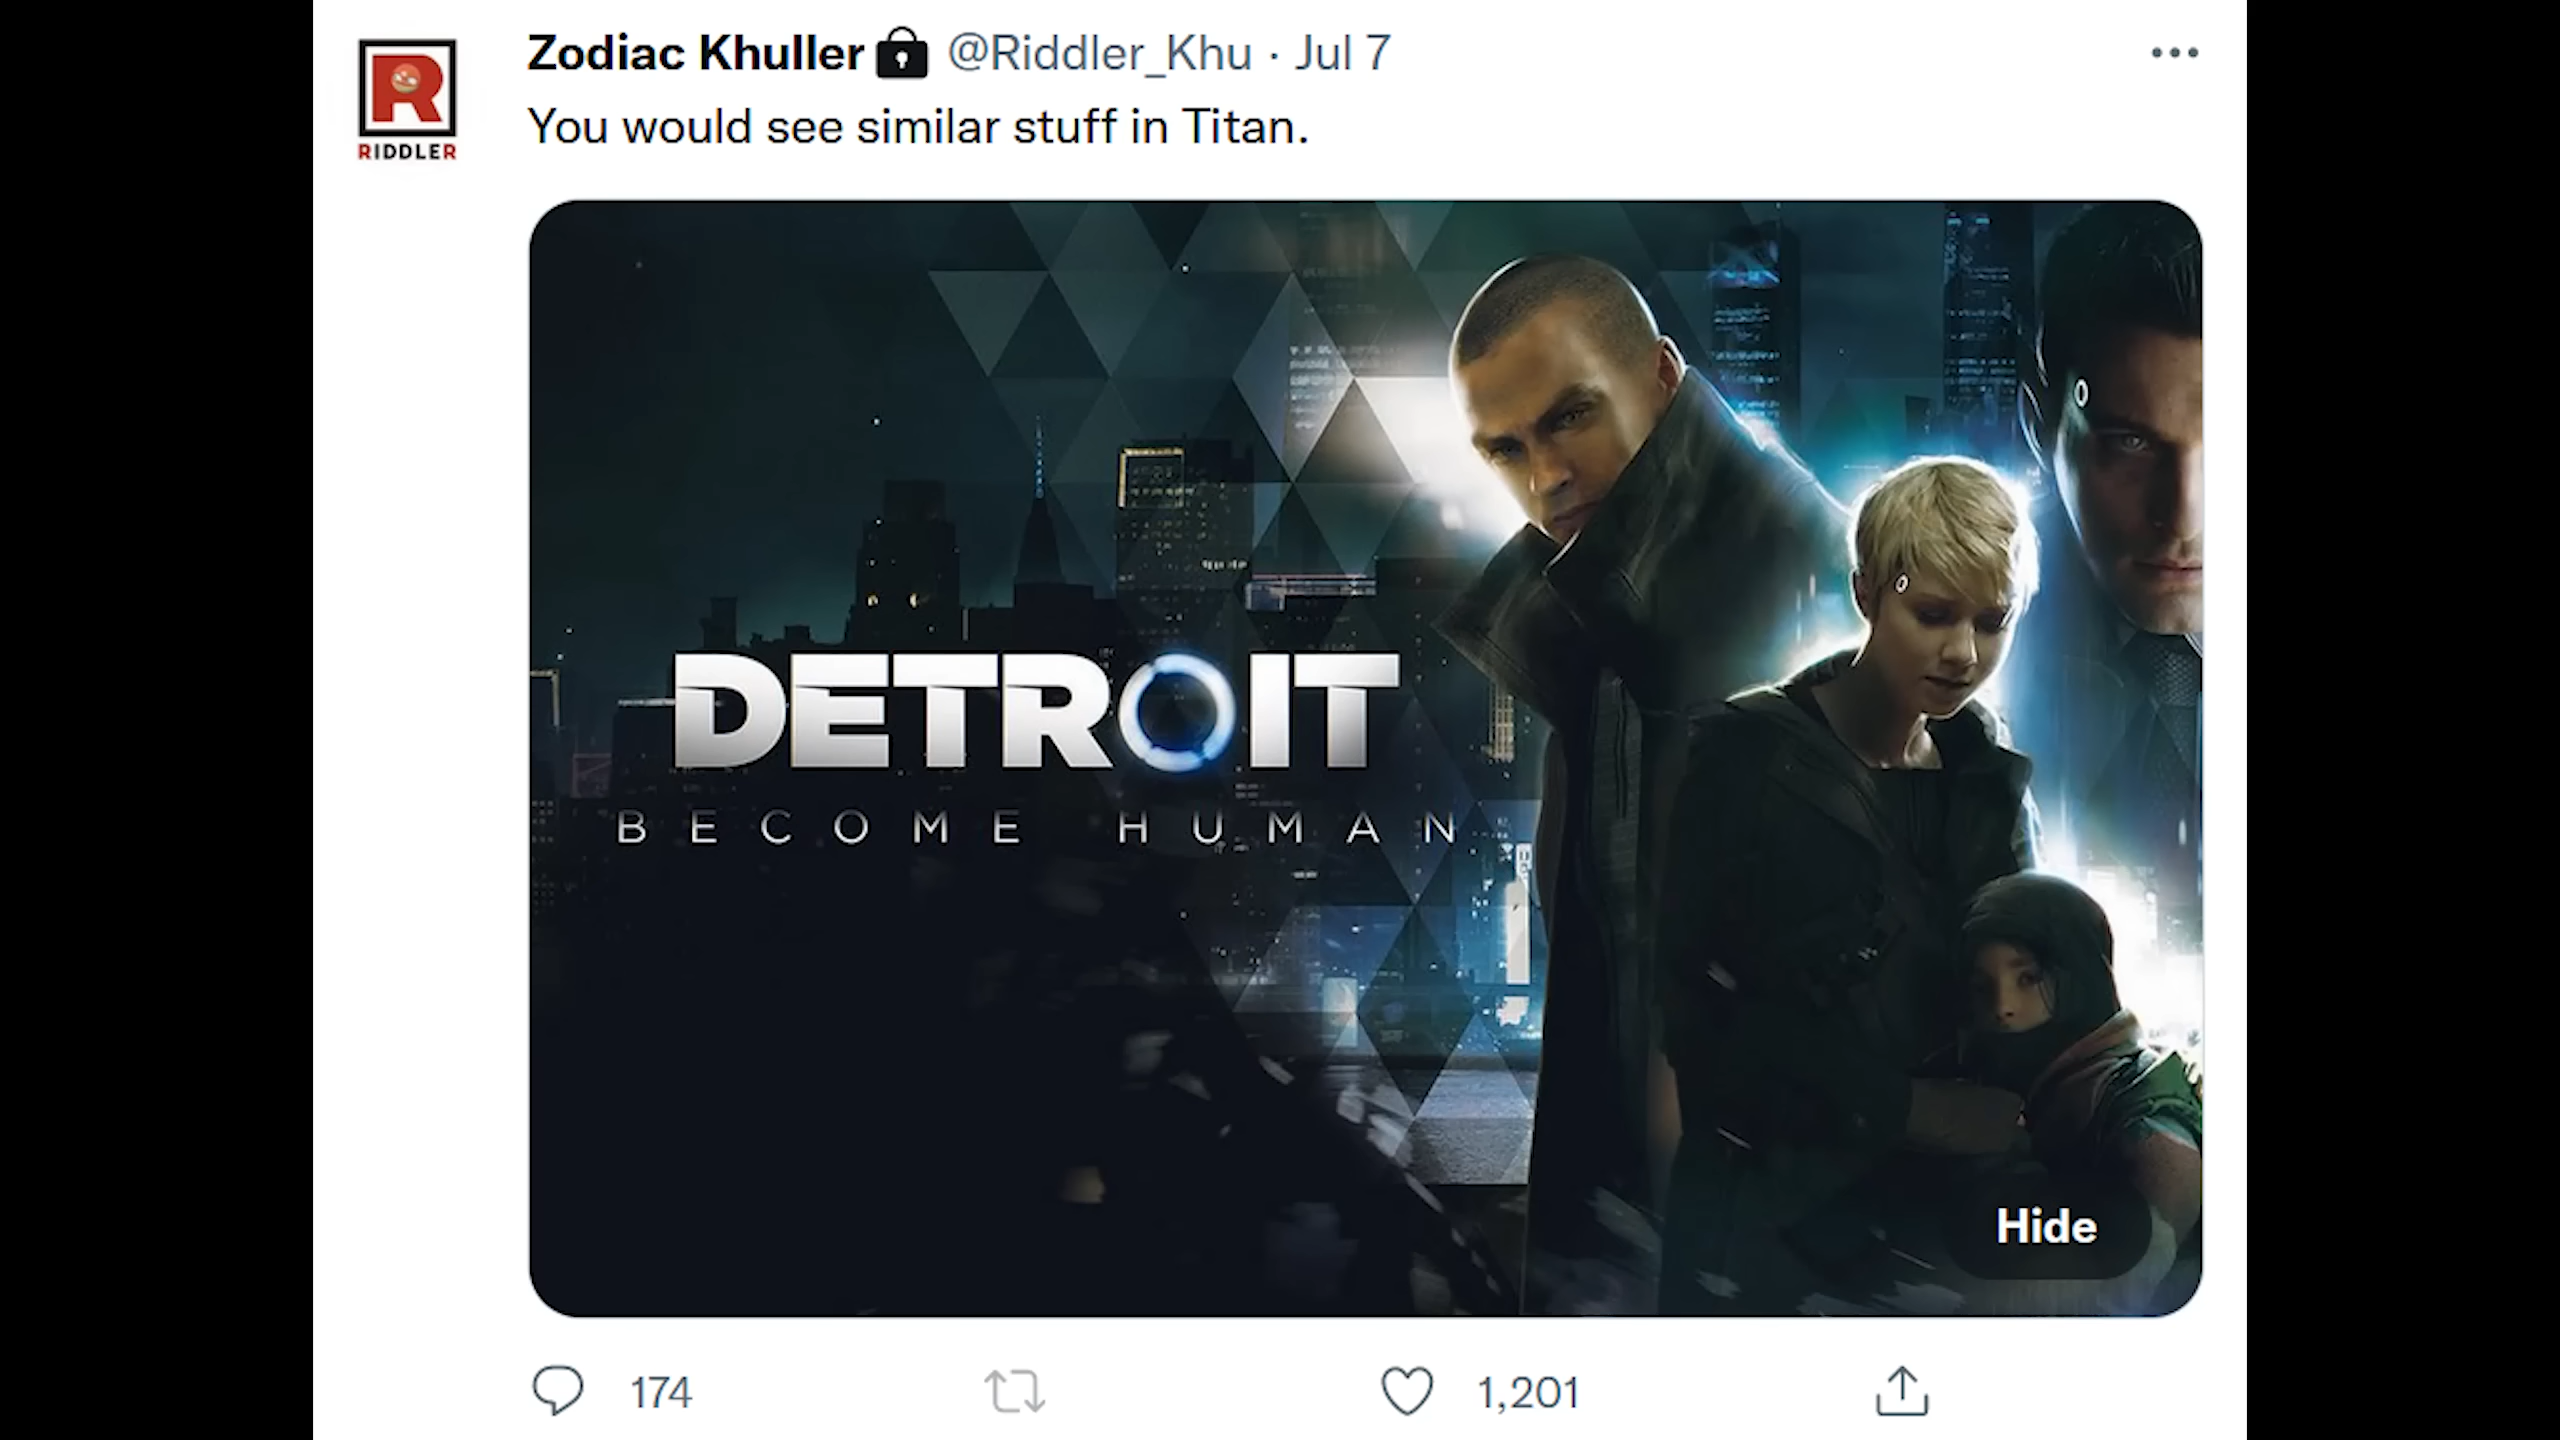 Zodiac Khuller @Riddler_Khu · Jul 7
RIDDLER
You would see similar stuff in Titan.
DETROIT
BECOME HUMAN
Hide
174
1,201